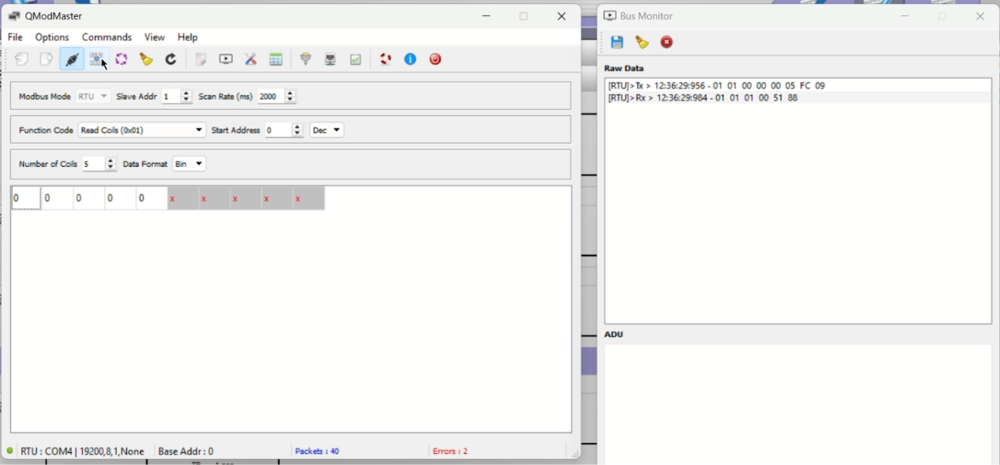 QModMaster
File Options Commands View Help
Modbus Mode RTU Slave Addr 1 Scan Rate (ms) 2000
Function Code Read Coils (0x01) Start Address 0 Dec
Number of Coils 5 Data Format Bin
0 0 0 0 0 x x x x x
RTU : COM4 | 19200,8,1,None Base Addr : 0 Packets : 40 Errors : 2
Bus Monitor
Raw Data
[RTU]>Tx > 12:36:29:956 - 01 01 00 00 00 05 FC 09
[RTU]>Rx > 12:36:29:984 - 01 01 01 00 51 88
ADU